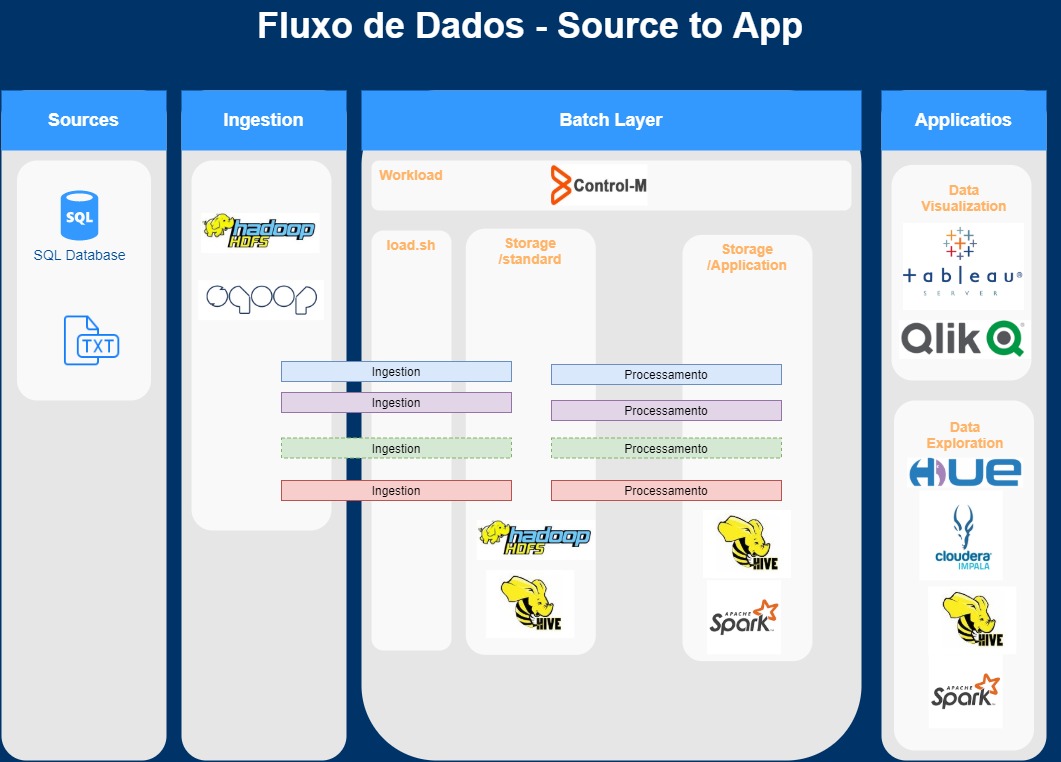 Fluxo de Dados - Source to App
Sources
SQL
SQL Database
TXT
Ingestion
hadoop
HDFS
sqoop
Batch Layer
Workload
Control-M
load.sh
Storage
/standard
Storage
/Application
Ingestion
Processamento
Ingestion
Processamento
Ingestion
Processamento
Ingestion
Processamento
hadoop
HDFS
HIVE
HIVE
APACHE
Spark
Applicatios
Data
Visualization
+ a b l e a u®
S E R V E R
Qlik
Data
Exploration
HUE
cloudera
IMPALA
HIVE
APACHE
Spark